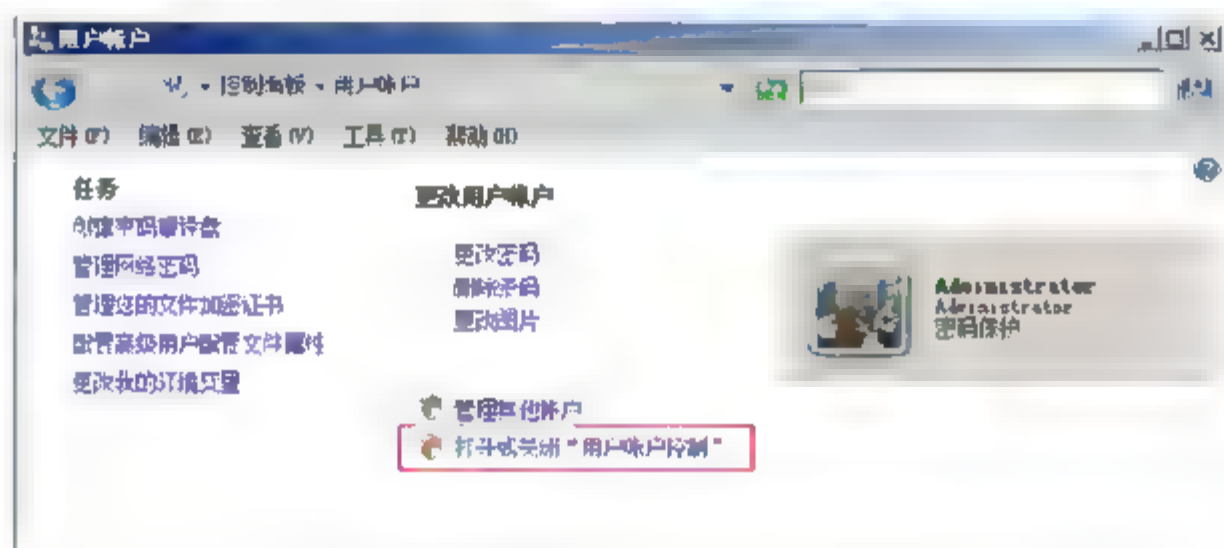 用户帐户
控制面板 用户帐户
文件(F) 编辑(E) 查看(V) 工具(T) 帮助(H)
任务
创建密码重设盘
管理网络密码
管理您的文件加密证书
配置高级用户配置文件属性
更改我的环境变量
更改用户帐户
更改密码
删除密码
更改图片
管理其他帐户
打开或关闭“用户帐户控制”
Administrator
Administrator
密码保护